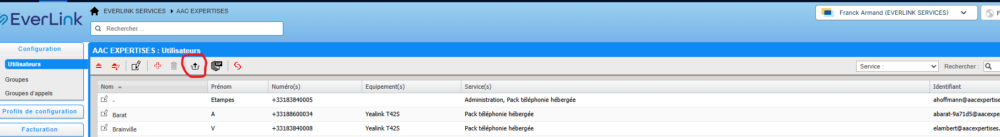 EverLink
EVERLINK SERVICES AAC EXPERTISES
Rechercher ...
Franck Armand (EVERLINK SERVICES)
F
Configuration
Utilisateurs
Groupes
Groupes d'appels
Profils de configuration
Facturation
AAC EXPERTISES : Utilisateurs
SIP
Service :
Rechercher :
Nom Prénom Numéro(s) Equipement(s) Service(s) Identifiant
- Etampes +33183840005 Administration, Pack téléphonie hébergée ahoffmann@aacexpertise
Barat A +33188600034 Yealink T42S Pack téléphonie hébergée abarat-9a71d5@aacexpe
Brainville V +33183840008 Yealink T42S Pack téléphonie hébergée elambert@aacexpertises.